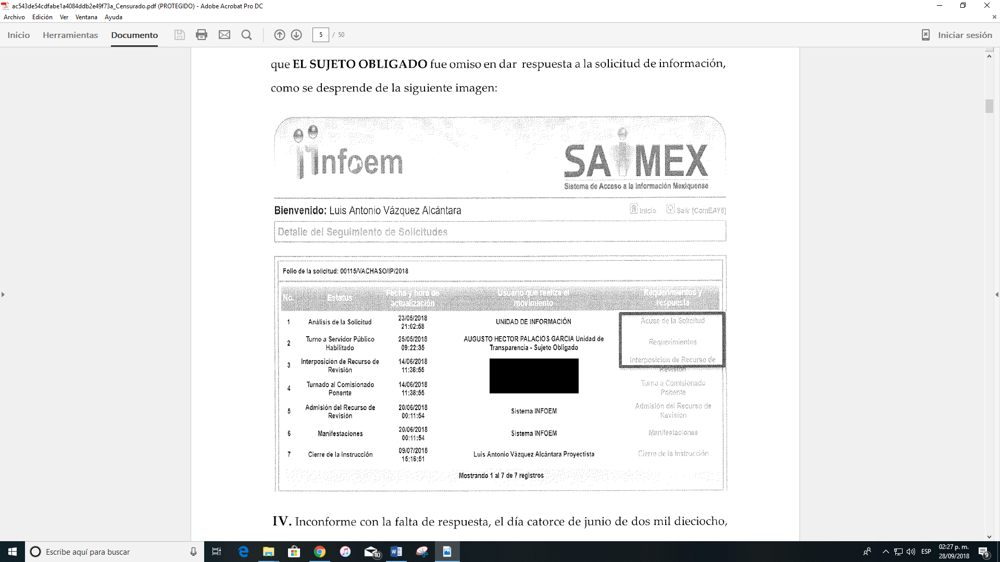 ac543de54cdfabe1a4084ddb2e49f73a_Censurado.pdf (PROTEGIDO) - Adobe Acrobat Pro DC
Archivo Edición Ver Ventana Ayuda
Inicio Herramientas Documento 5 / 50 Iniciar sesión
que EL SUJETO OBLIGADO fue omiso en dar respuesta a la solicitud de información,
como se desprende de la siguiente imagen:
infoem
SAIMEX
Sistema de Acceso a la Información Mexiquense
Bienvenido: Luis Antonio Vázquez Alcántara
Inicio Salir [ComEAY6]
Detalle del Seguimiento de Solicitudes
Folio de la solicitud: 00115/VACHASO/IP/2018
No. Estatus Fecha y hora de actualización Usuario que realiza el movimiento Requerimientos y respuesta
1 Análisis de la Solicitud 23/05/2018 21:02:58 UNIDAD DE INFORMACIÓN Acuse de la Solicitud
2 Turno a Servidor Público Habilitado 25/05/2018 09:22:35 AUGUSTO HECTOR PALACIOS GARCIA Unidad de Transparencia - Sujeto Obligado Requerimientos
3 Interposición de Recurso de Revisión 14/06/2018 11:38:55 Interposición de Recurso de Revisión
4 Turnado al Comisionado Ponente 14/06/2018 11:38:55 Turno a Comisionado Ponente
5 Admisión del Recurso de Revisión 20/06/2018 00:11:54 Sistema INFOEM Admisión del Recurso de Revisión
6 Manifestaciones 20/06/2018 00:11:54 Sistema INFOEM Manifestaciones
7 Cierre de la instrucción 09/07/2018 15:16:51 Luis Antonio Vázquez Alcántara Proyectista Cierre de la instrucción
Mostrando 1 al 7 de 7 registros
IV. Inconforme con la falta de respuesta, el día catorce de junio de dos mil dieciocho,
Escribe aquí para buscar
10
ESP
02:27 p. m.
28/09/2018
9